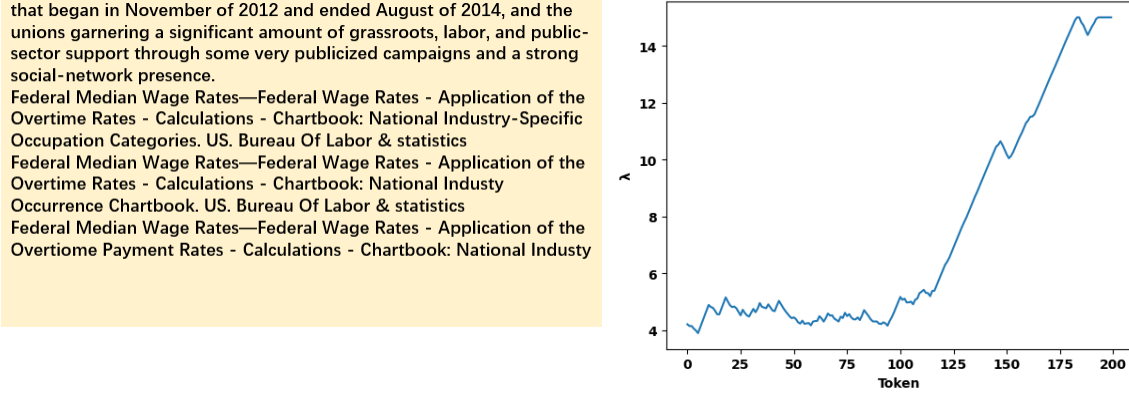 that began in November of 2012 and ended August of 2014, and the
unions garnering a significant amount of grassroots, labor, and public-
sector support through some very publicized campaigns and a strong
social-network presence.
Federal Median Wage Rates—Federal Wage Rates - Application of the
Overtime Rates - Calculations - Chartbook: National Industry-Specific
Occupation Categories. US. Bureau Of Labor & statistics
Federal Median Wage Rates—Federal Wage Rates - Application of the
Overtime Rates - Calculations - Chartbook: National Industy
Occurrence Chartbook. US. Bureau Of Labor & statistics
Federal Median Wage Rates—Federal Wage Rates - Application of the
Overtiome Payment Rates - Calculations - Chartbook: National Industy
14
12
10
8
6
4
λ
0 25 50 75 100 125 150 175 200
Token